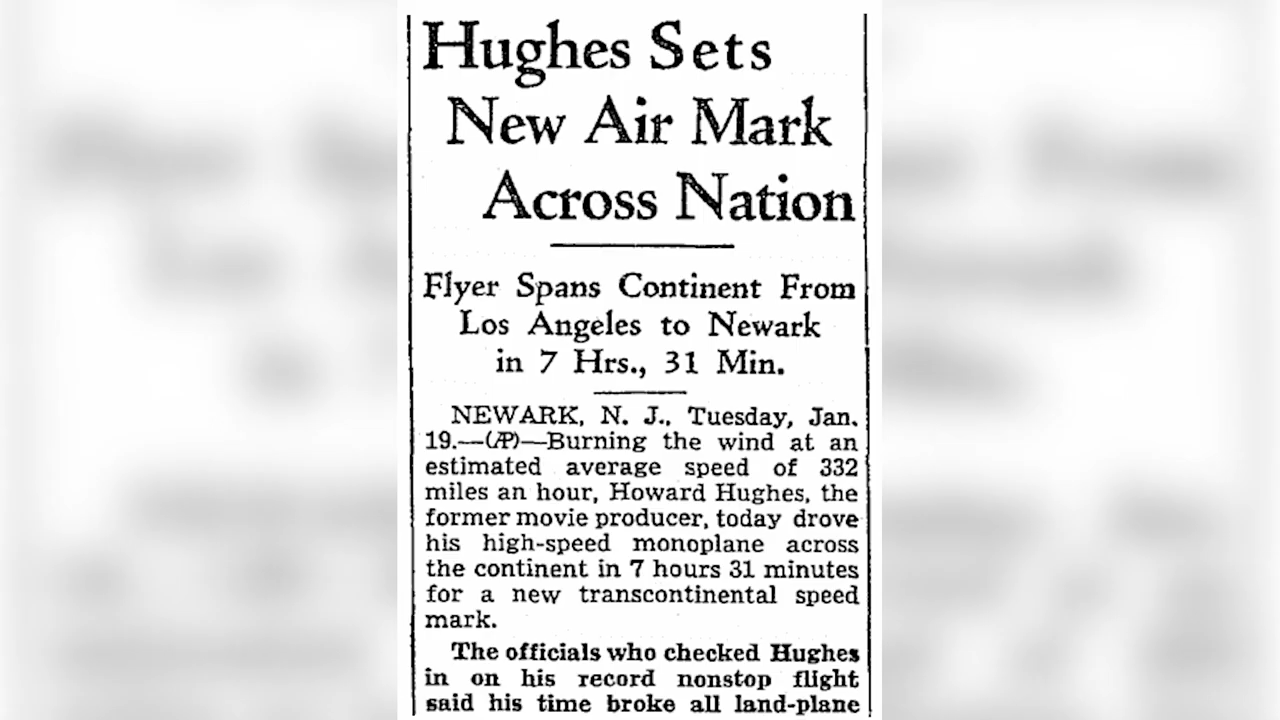 Hughes Sets
New Air Mark
Across Nation
Flyer Spans Continent From
Los Angeles to Newark
in 7 Hrs., 31 Min.
NEWARK, N. J., Tuesday, Jan.
19.—(AP)—Burning the wind at an
estimated average speed of 332
miles an hour, Howard Hughes, the
former movie producer, today drove
his high-speed monoplane across
the continent in 7 hours 31 minutes
for a new transcontinental speed
mark.
The officials who checked Hughes
in on his record nonstop flight
said his time broke all land-plane